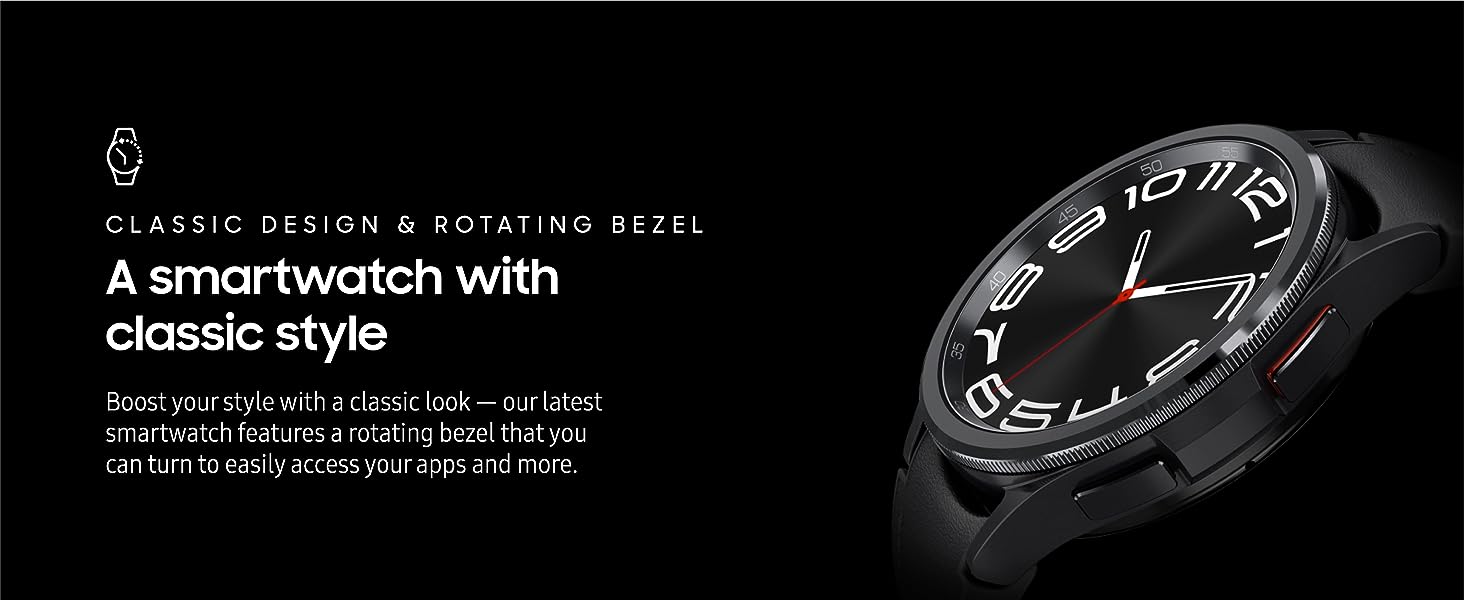 CLASSIC DESIGN & ROTATING BEZEL
A smartwatch with
classic style
Boost your style with a classic look — our latest
smartwatch features a rotating bezel that you
can turn to easily access your apps and more.
50
55
45
40
35
10
11
12
9
1
8
7
6
5
4
3